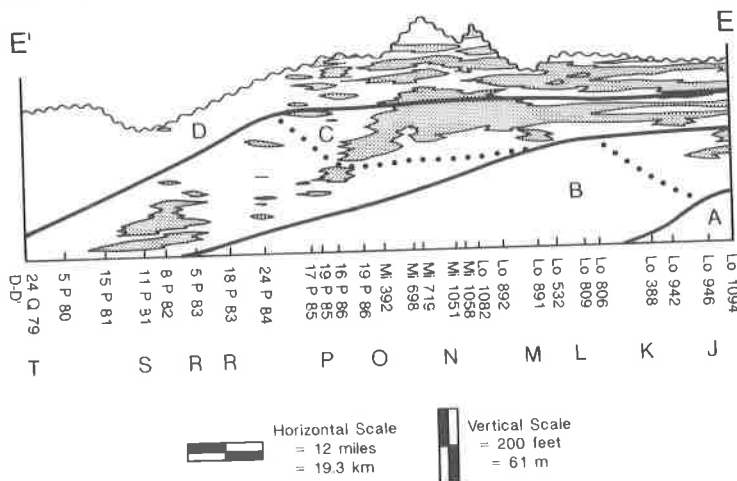 E'
E
D
C
B
A
D-D'
24 Q 79
5 P 80
15 P 81
11 P 31
8 P 82
5 P 83
18 P 83
24 P 84
17 P 85
19 P 85
16 P 86
19 P 86
Mi 392
Mi 698
Mi 719
Mi 1051
Mi 1058
Lo 1082
Lo 892
Lo 891
Lo 532
Lo 809
Lo 806
Lo 388
Lo 942
Lo 946
Lo 1094
T S R R P O N M L K J
Horizontal Scale
= 12 miles
= 19.3 km
Vertical Scale
= 200 feet
= 61 m